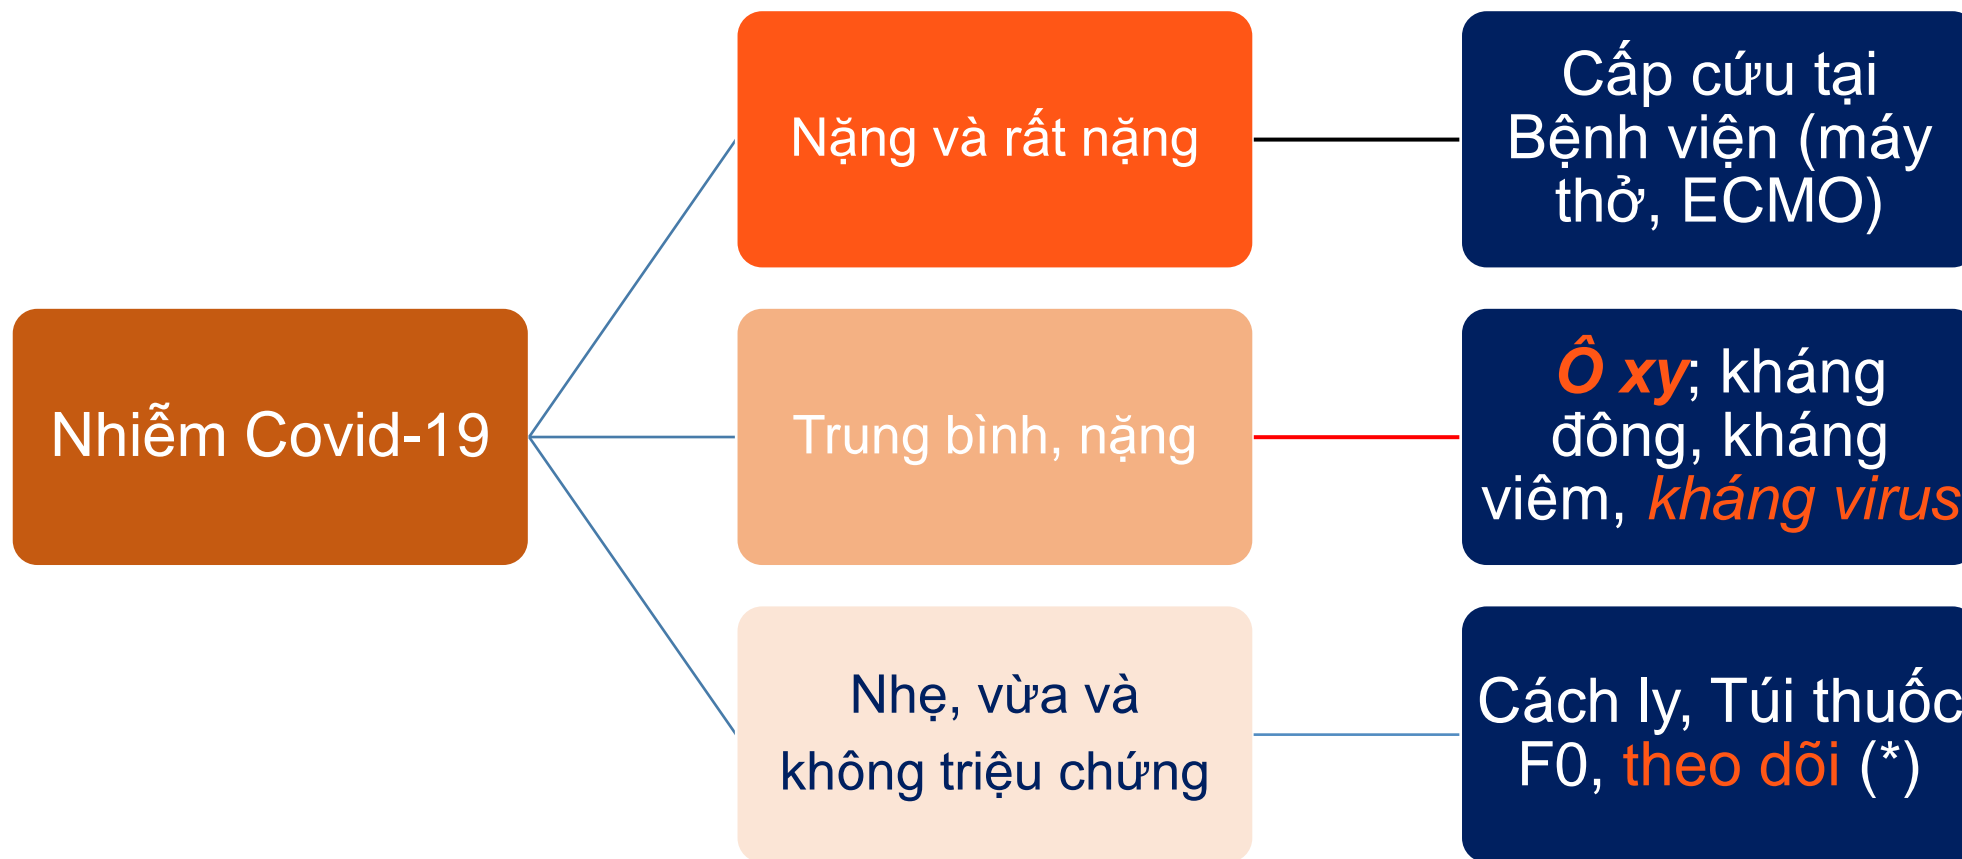 Nhiễm Covid-19
Nặng và rất nặng
Cấp cứu tại
Bệnh viện (máy
thở, ECMO)
Trung bình, nặng
Ô xy; kháng
đông, kháng
viêm, kháng virus
Nhẹ, vừa và
không triệu chứng
Cách ly, Túi thuốc
F0, theo dõi (*)